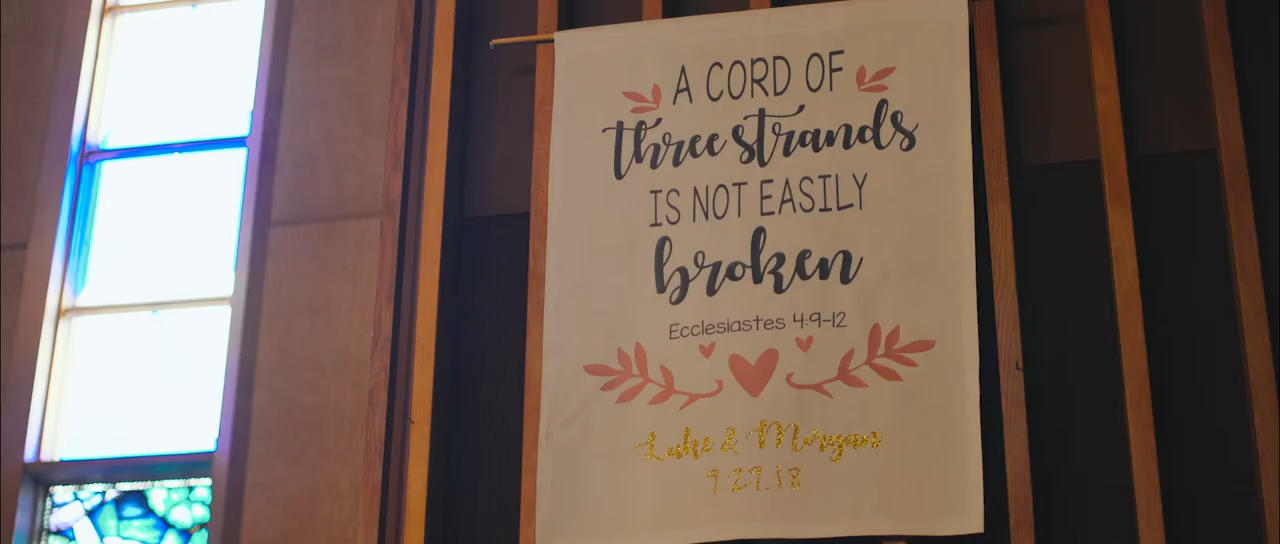 A CORD OF
three strands
IS NOT EASILY
broken
Ecclesiastes 4:9-12
Luke & Morgan
9.29.18